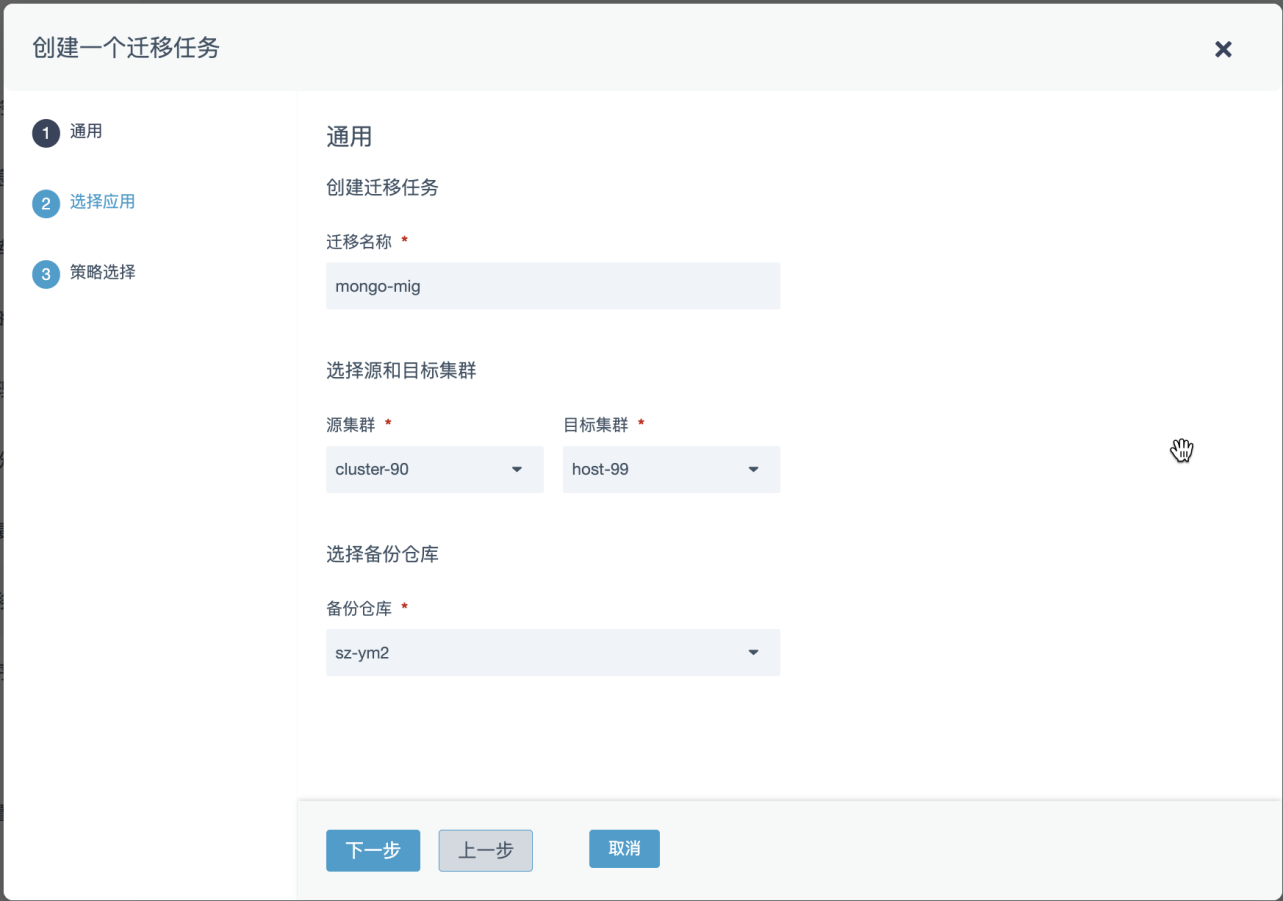 创建一个迁移任务
1 通用
2 选择应用
3 策略选择
通用
创建迁移任务
迁移名称 *
mongo-mig
选择源和目标集群
源集群 * 目标集群 *
cluster-90 host-99
选择备份仓库
备份仓库 *
sz-ym2
下一步 上一步 取消